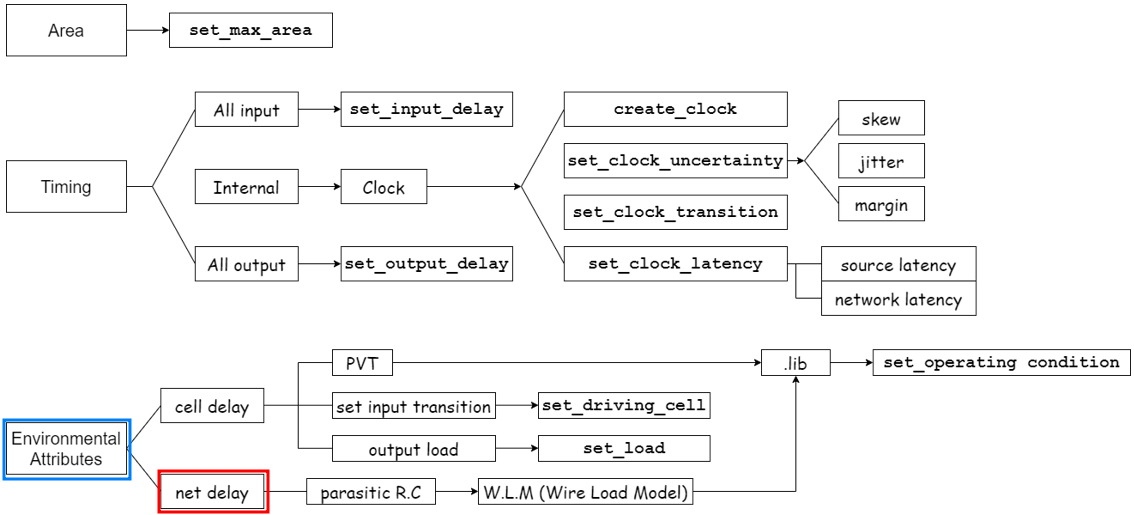 Area
set_max_area
All input
set_input_delay
create_clock
skew
set_clock_uncertainty
jitter
Timing
Internal
Clock
margin
set_clock_transition
All output
set_output_delay
set_clock_latency
source latency
network latency
PVT
.lib
set_operating condition
cell delay
set input transition
set_driving_cell
Environmental
Attributes
output load
set_load
net delay
parasitic R.C
W.L.M (Wire Load Model)